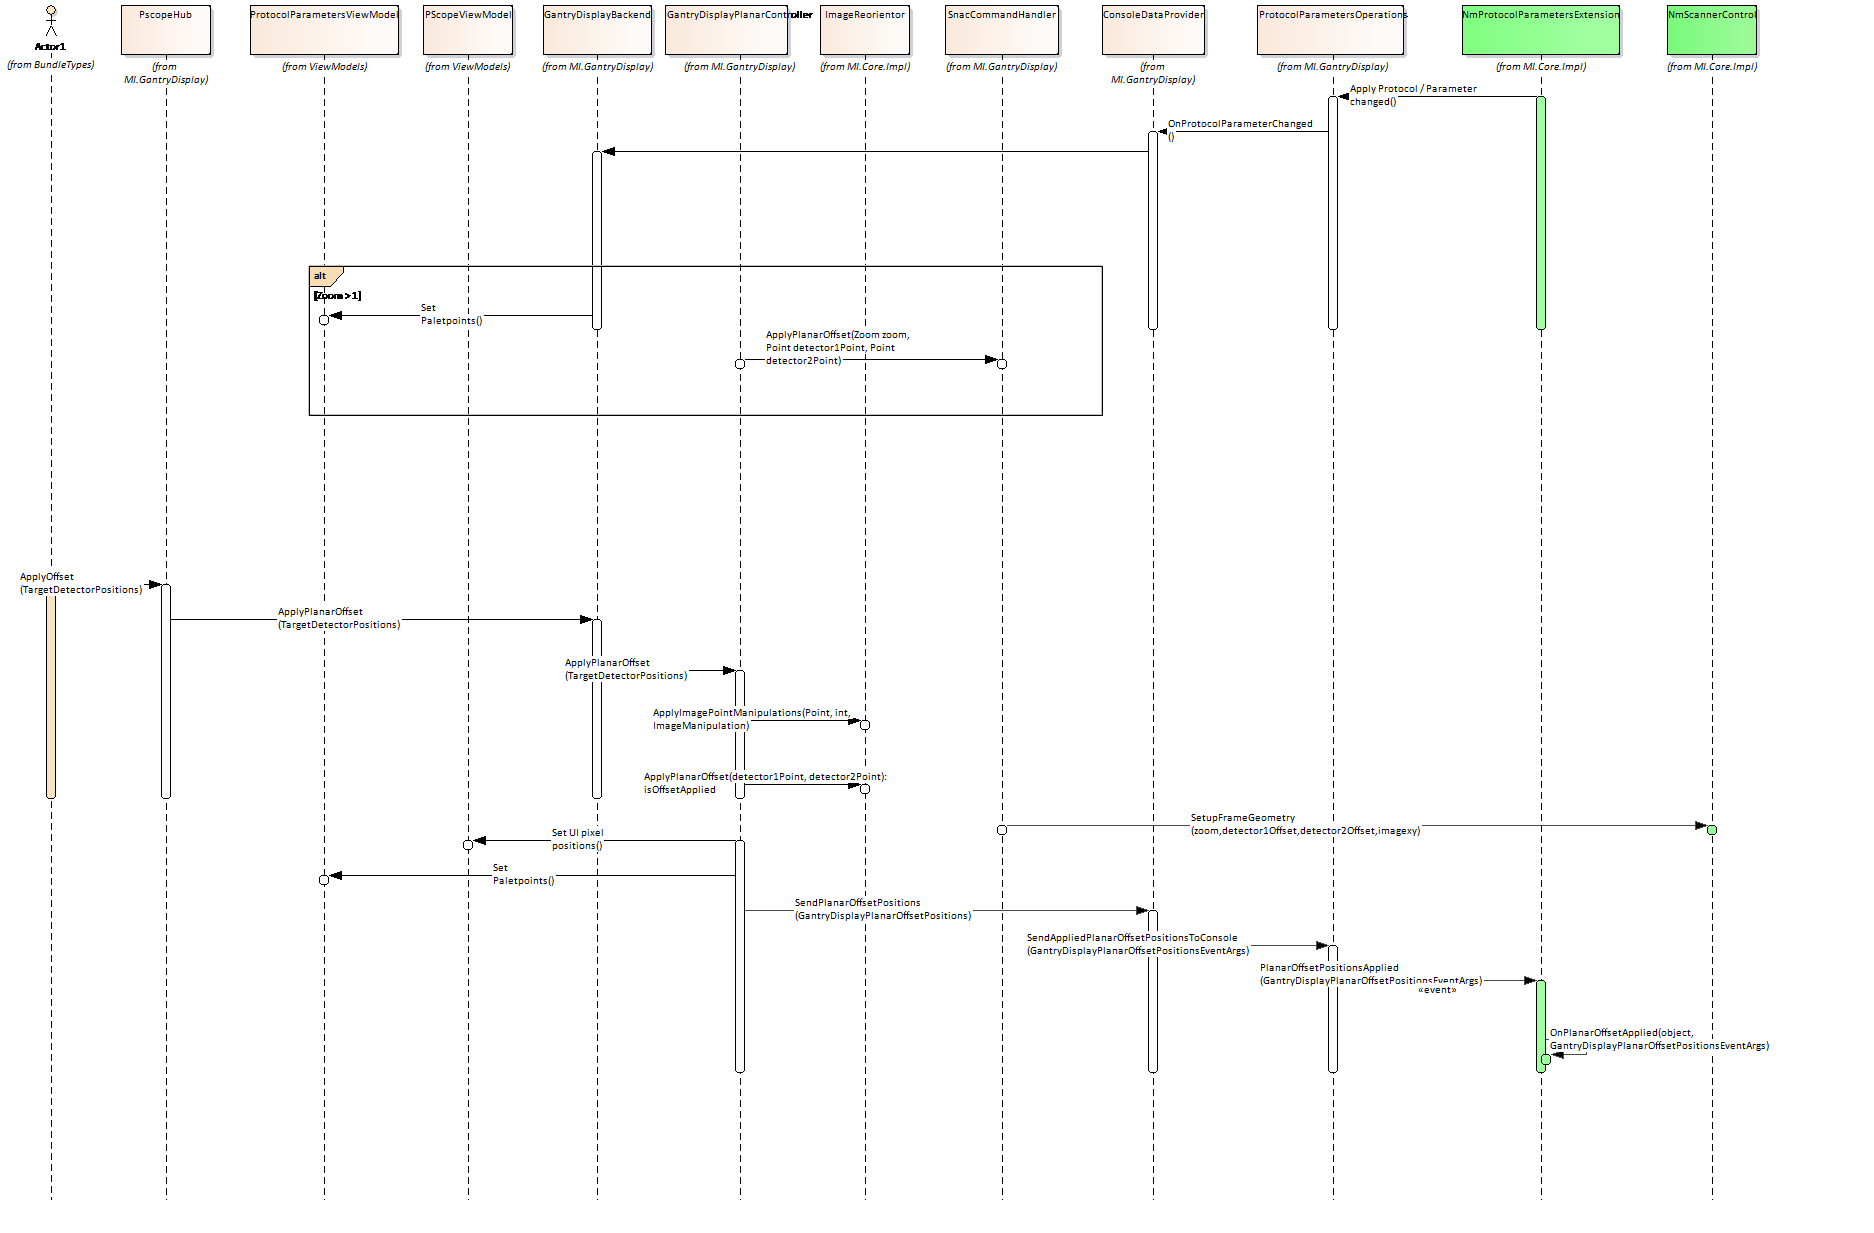 PscopeHub
ProtocolParametersViewModel
PScopeViewModel
GantryDisplayBackend
GantryDisplayPlanarController
ImageReorientor
SnacCommandHandler
ConsoleDataProvider
ProtocolParametersOperations
NmProtocolParametersExtension
NmScannerControl
Actor1
(from BundleTypes)
(from
MI.GantryDisplay)
(from ViewModels)
(from ViewModels)
(from MI.GantryDisplay)
(from MI.GantryDisplay)
(from MI.Core.Impl)
(from MI.GantryDisplay)
(from
MI.GantryDisplay)
(from MI.GantryDisplay)
(from MI.Core.Impl)
(from MI.Core.Impl)
Apply Protocol / Parameter
changed()
OnProtocolParameterChanged
()
alt
[Zoom >1]
Set
Paletpoints()
ApplyPlanarOffset(Zoom zoom,
Point detector1Point, Point
detector2Point)
ApplyOffset
(TargetDetectorPositions)
ApplyPlanarOffset
(TargetDetectorPositions)
ApplyPlanarOffset
(TargetDetectorPositions)
ApplyImagePointManipulations(Point, int,
ImageManipulation)
ApplyPlanarOffset(detector1Point, detector2Point):
isOffsetApplied
SetupFrameGeometry
(zoom,detector1Offset,detector2Offset,imagexy)
Set UI pixel
positions()
Set
Paletpoints()
SendPlanarOffsetPositions
(GantryDisplayPlanarOffsetPositions)
SendAppliedPlanarOffsetPositionsToConsole
(GantryDisplayPlanarOffsetPositionsEventArgs)
PlanarOffsetPositionsApplied
(GantryDisplayPlanarOffsetPositionsEventArgs)
«event»
OnPlanarOffsetApplied(object,
GantryDisplayPlanarOffsetPositionsEventArgs)